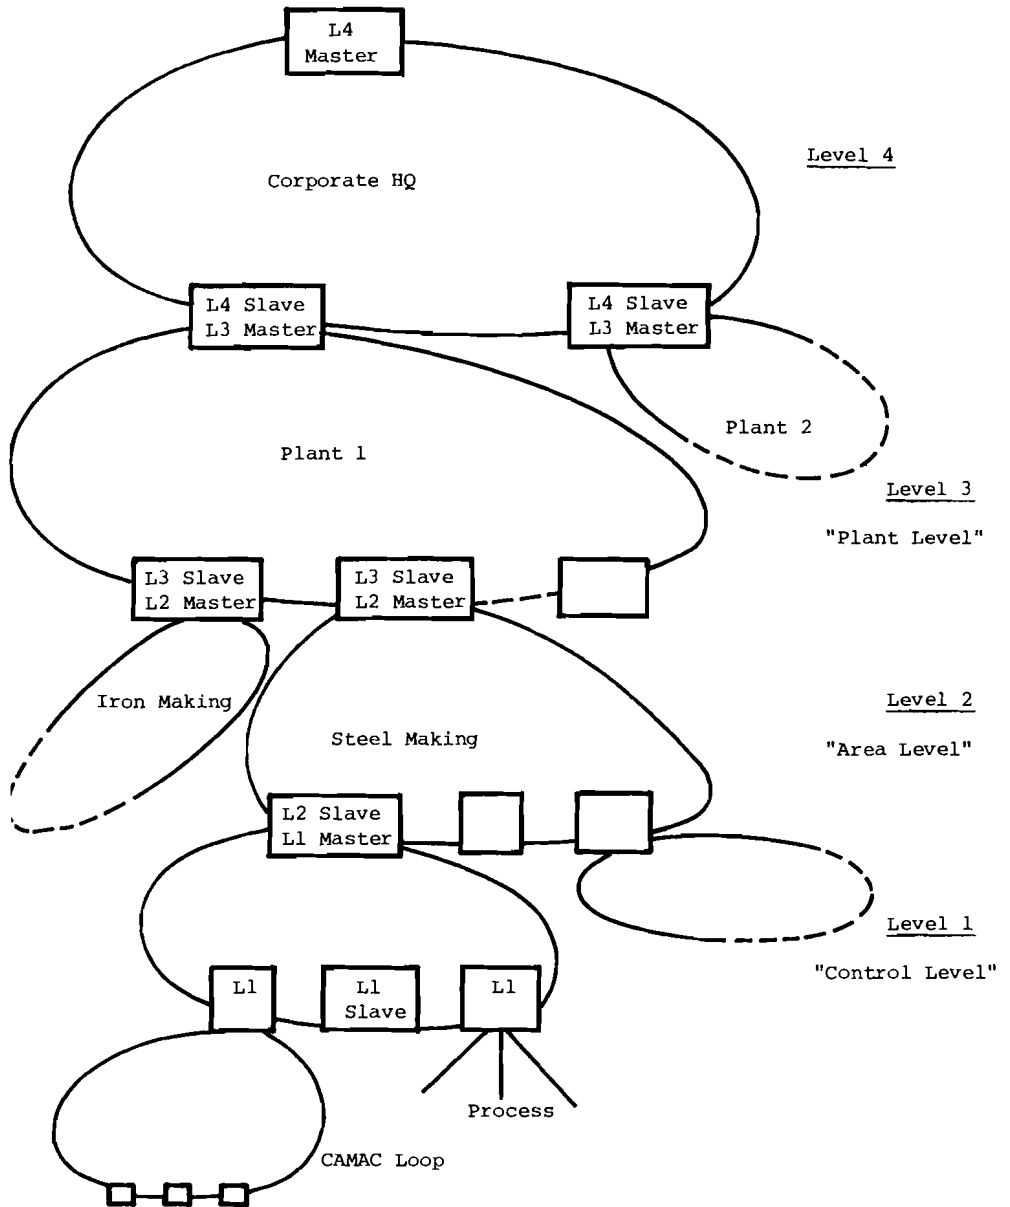 L4
Master
Level 4
Corporate HQ
L4 Slave
L3 Master
L4 Slave
L3 Master
Plant 2
Plant 1
Level 3
"Plant Level"
L3 Slave
L2 Master
L3 Slave
L2 Master
Iron Making
Level 2
Steel Making
"Area Level"
L2 Slave
L1 Master
Level 1
"Control Level"
L1
L1
Slave
L1
Process
CAMAC Loop